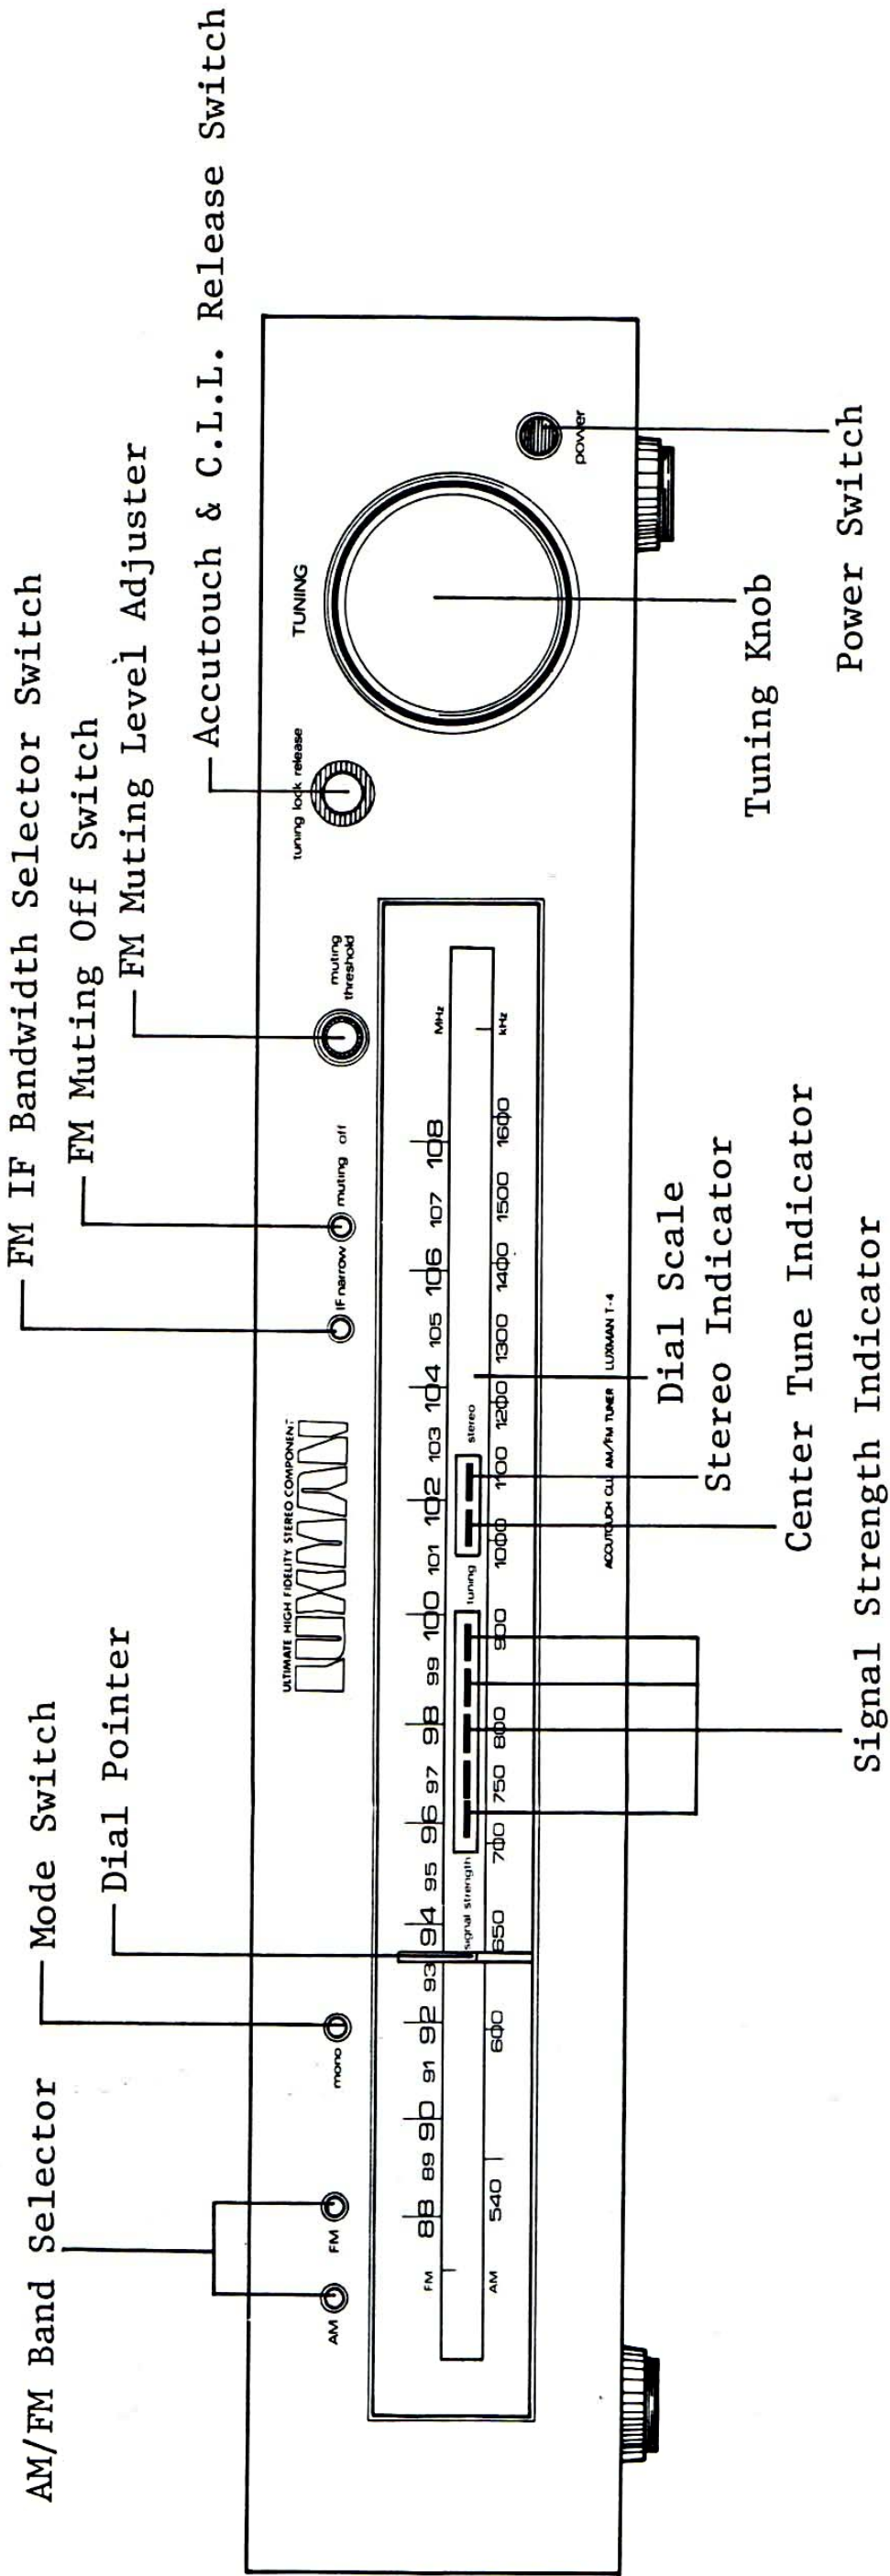 AM/FM Band Selector
Mode Switch
Dial Pointer
FM IF Bandwidth Selector Switch
FM Muting Off Switch
FM Muting Level Adjuster
Accutouch & C.L.L. Release Switch
ULTIMATE HIGH FIDELITY STEREO COMPONENT
LUXMAN
AM
FM
mono
IF narrow
muting off
muting
threshold
tuning lock release
TUNING
power
FM 88 89 90 91 92 93 94 95 96 97 98 99 100 101 102 103 104 105 106 107 108 MHz
signal strength
tuning
stereo
AM 540 600 650 700 750 800 900 1000 1100 1200 1300 1400 1500 1600 kHz
ACCUTOUCH CLL AM/FM TUNER LUXMAN T-4
Dial Scale
Stereo Indicator
Center Tune Indicator
Signal Strength Indicator
Tuning Knob
Power Switch